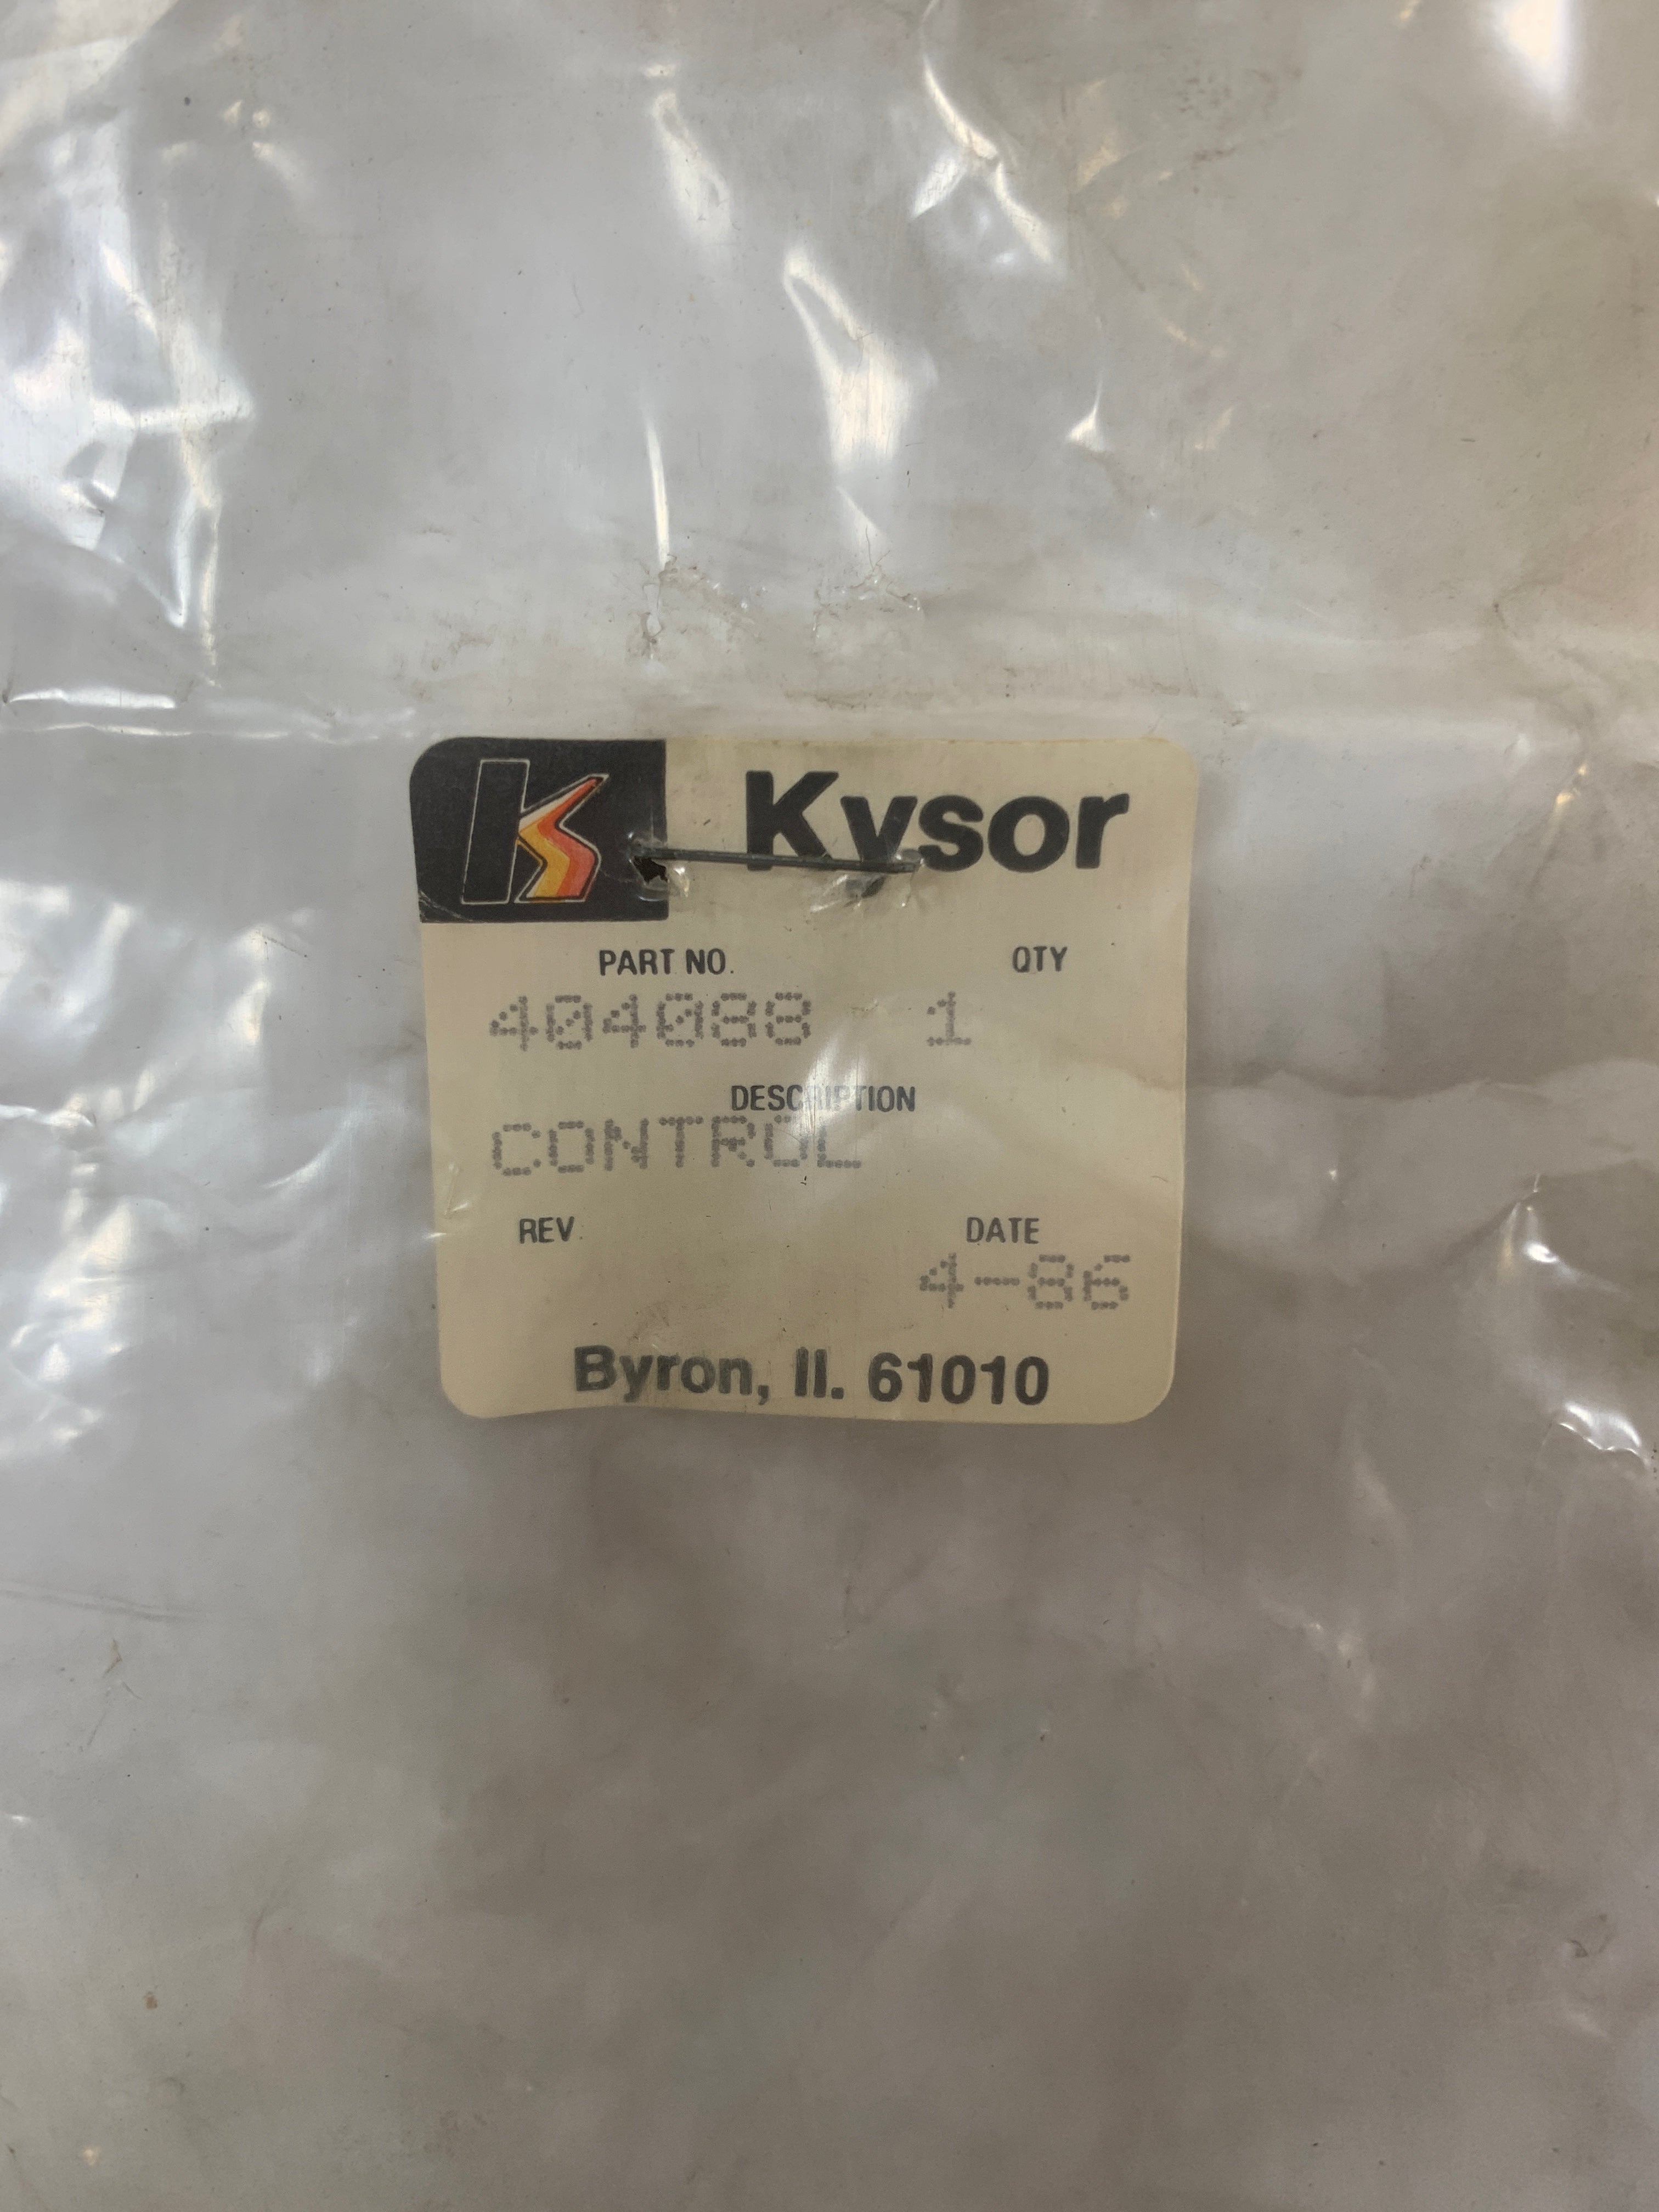 Kysor
PART NO. QTY
404088 1
DESCRIPTION
CONTROL
REV. DATE
4-86
Byron, Il. 61010